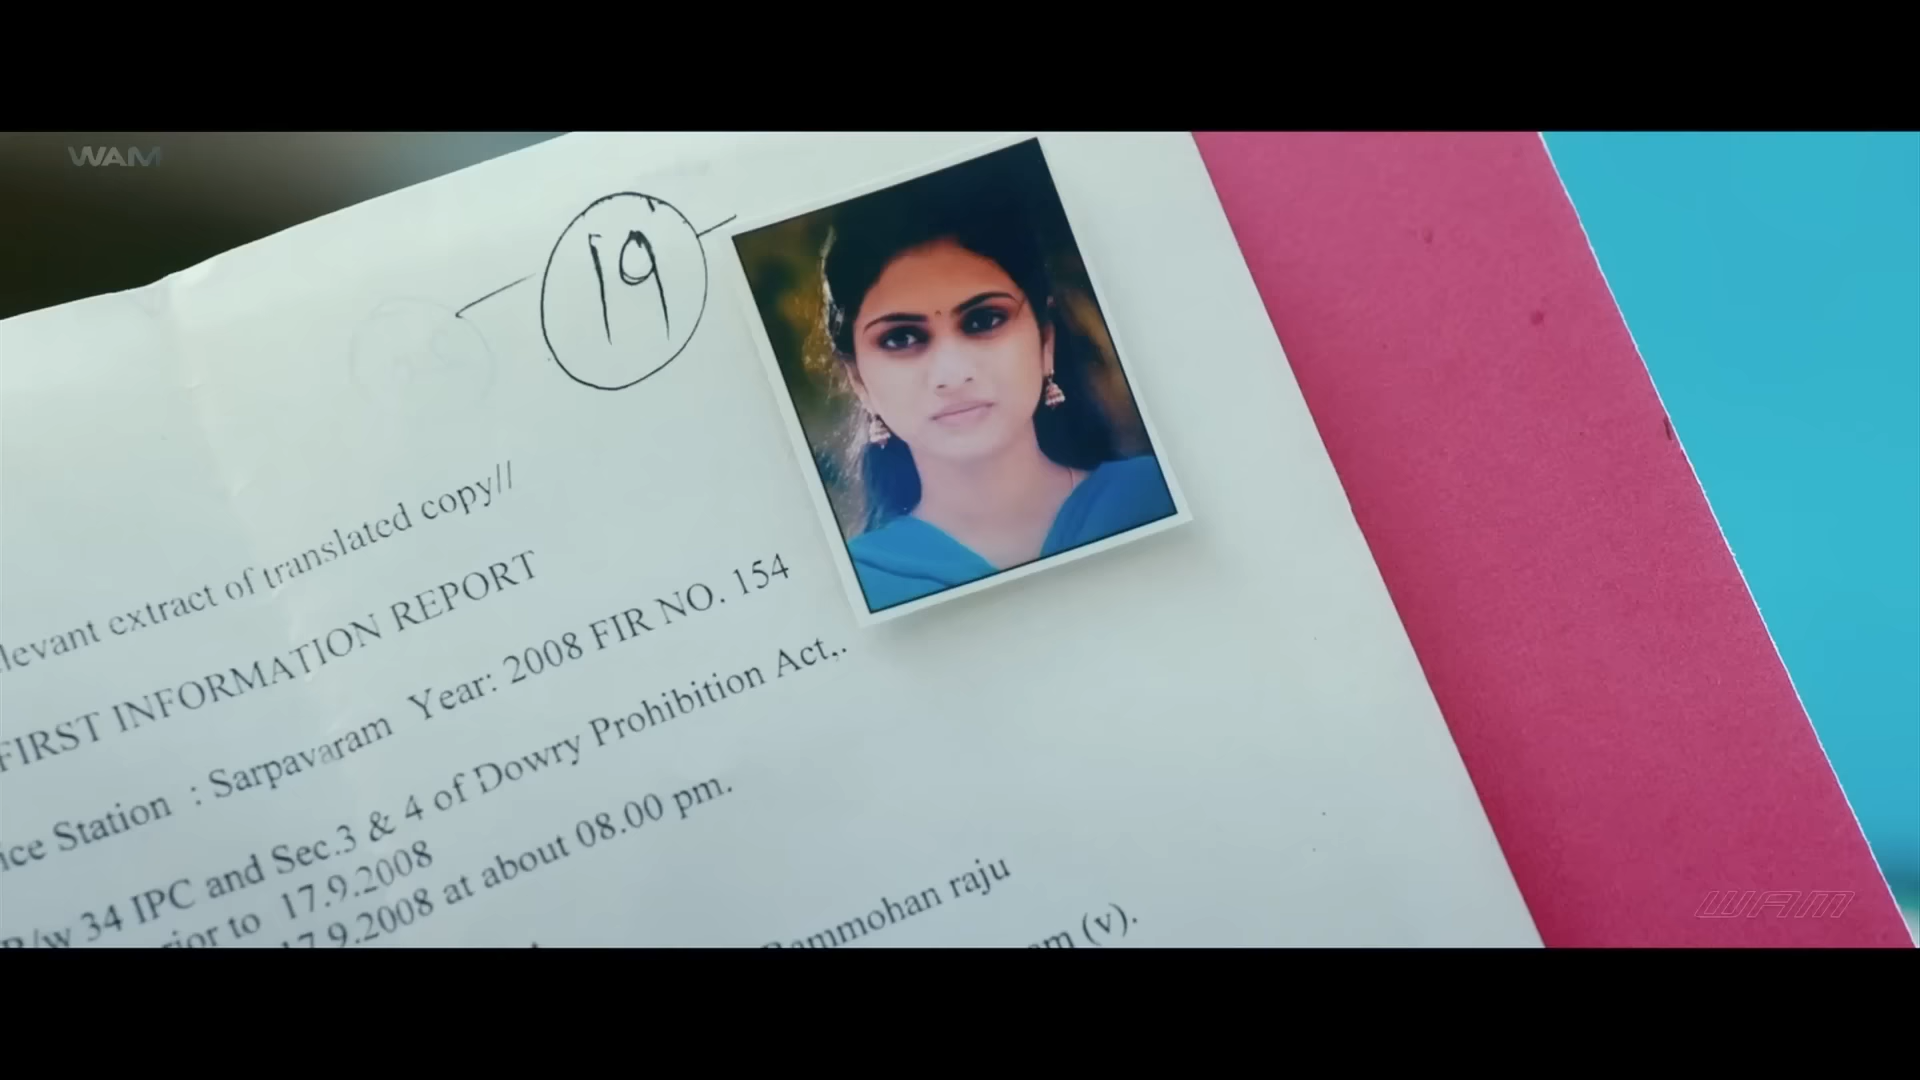 WAM
19
levant extract of translated copy//
FIRST INFORMATION REPORT
ice Station : Sarpavaram Year: 2008 FIR NO. 154
R/w 34 IPC and Sec.3 & 4 of Dowry Prohibition Act,.
rior to 17.9.2008
17.9.2008 at about 08.00 pm.
Rammohan raju
am (v).
WAM